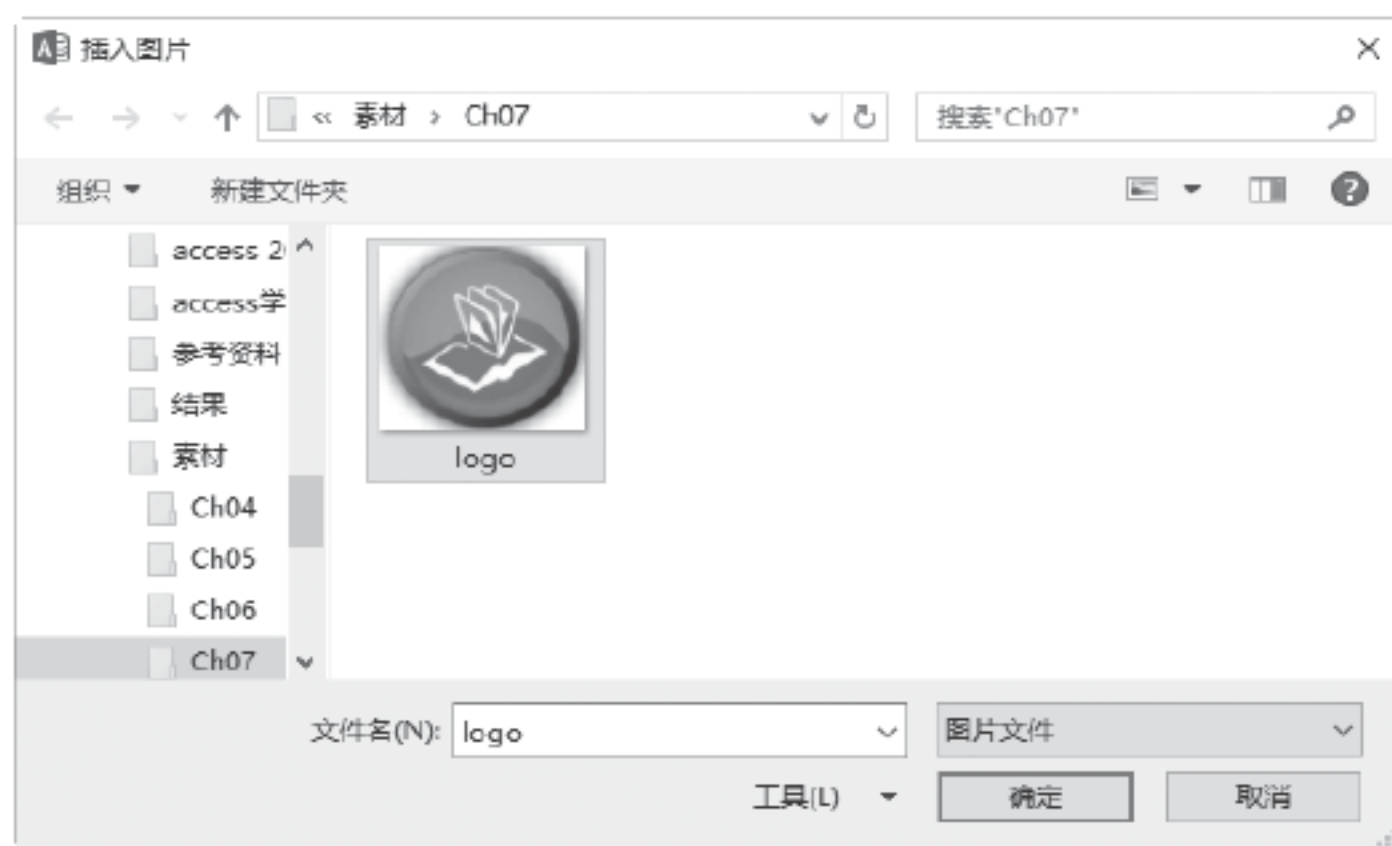 插入图片
« 素材 › Ch07
搜索"Ch07"
组织
新建文件夹
access 2
access学
参考资料
结果
素材
Ch04
Ch05
Ch06
Ch07
logo
文件名(N): logo
图片文件
工具(L)
确定
取消